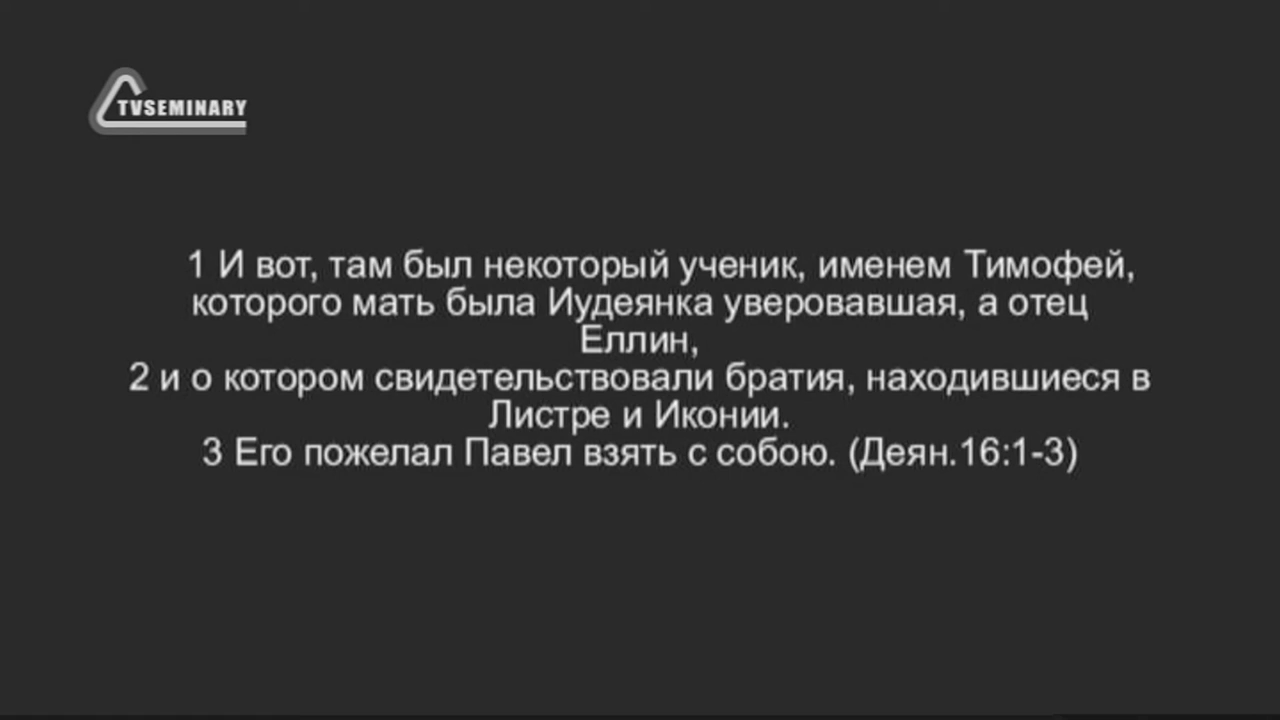 TVSEMINARY
1 И вот, там был некоторый ученик, именем Тимофей,
которого мать была Иудеянка уверовавшая, а отец
Еллин,
2 и о котором свидетельствовали братия, находившиеся в
Листре и Иконии.
3 Его пожелал Павел взять с собою. (Деян.16:1-3)